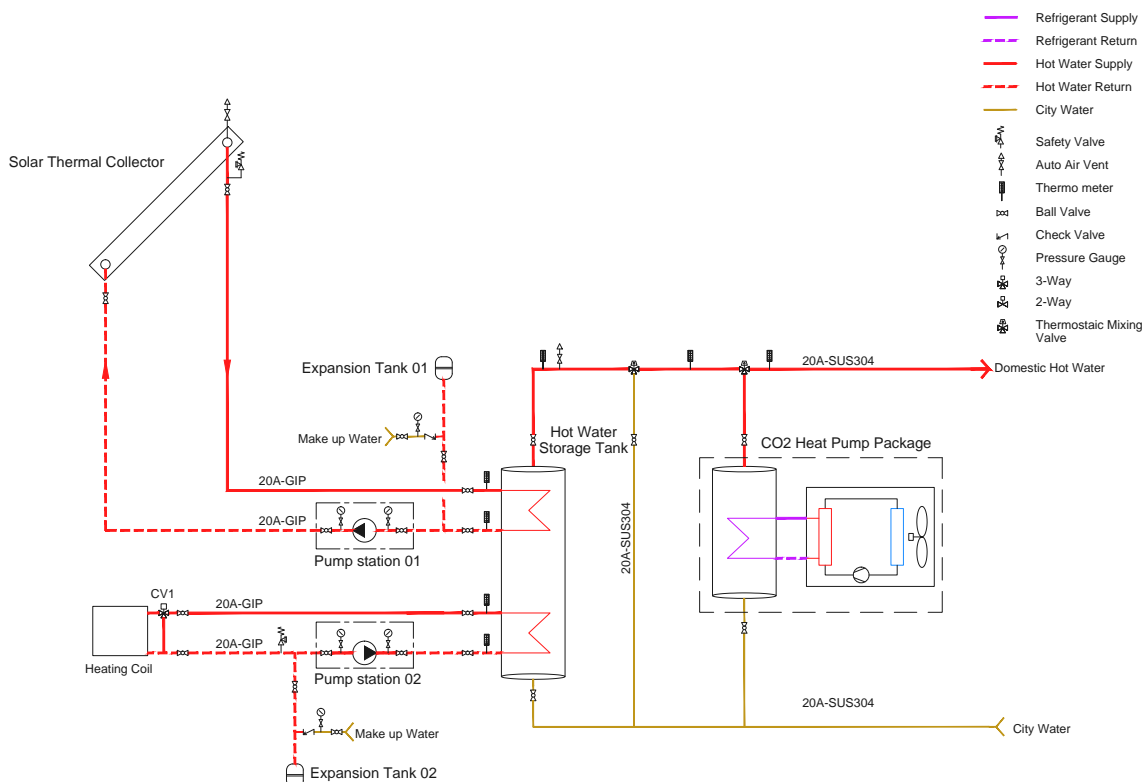 Refrigerant Supply
Refrigerant Return
Hot Water Supply
Hot Water Return
City Water
Safety Valve
Auto Air Vent
Thermo meter
Ball Valve
Check Valve
Pressure Gauge
3-Way
2-Way
Thermostaic Mixing
Valve
Solar Thermal Collector
Expansion Tank 01
Make up Water
20A-SUS304
Domestic Hot Water
Hot Water
Storage Tank
CO2 Heat Pump Package
20A-GIP
20A-GIP
Pump station 01
20A-SUS304
CV1
20A-GIP
20A-GIP
Heating Coil
Pump station 02
20A-SUS304
City Water
Make up Water
Expansion Tank 02